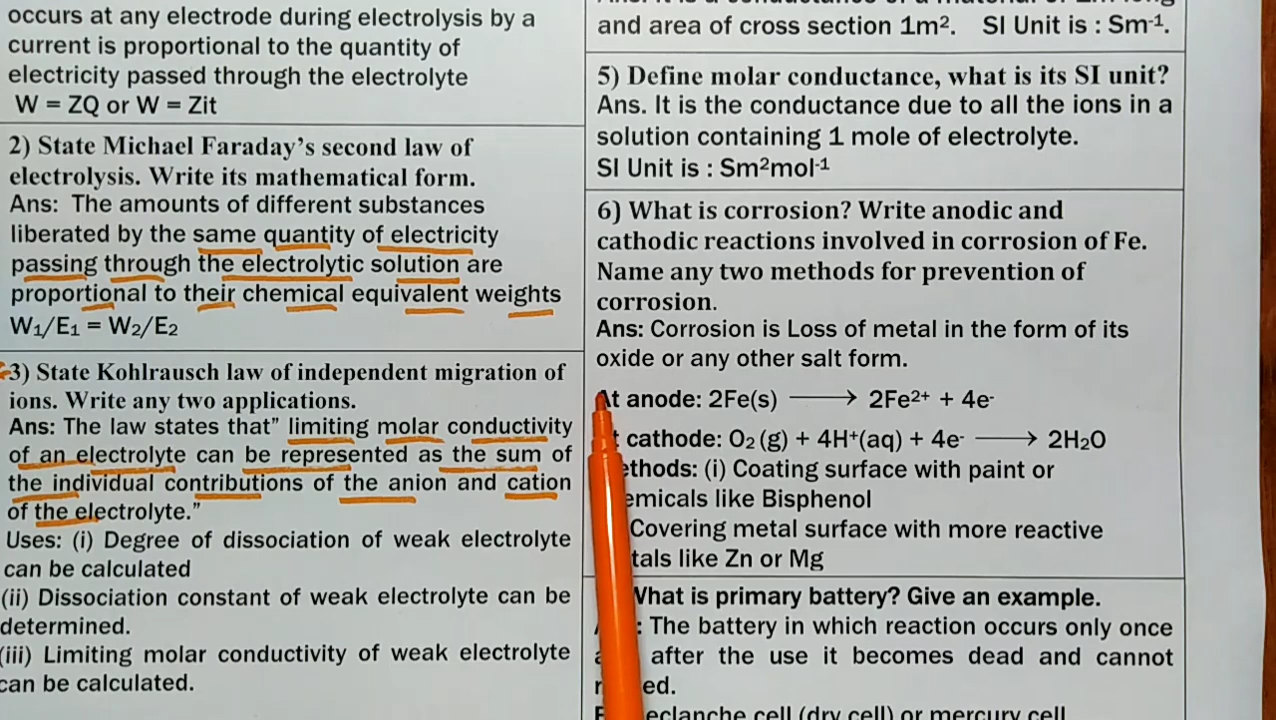 occurs at any electrode during electrolysis by a
current is proportional to the quantity of
electricity passed through the electrolyte
W = ZQ or W = Zit
2) State Michael Faraday's second law of
electrolysis. Write its mathematical form.
Ans: The amounts of different substances
liberated by the same quantity of electricity
passing through the electrolytic solution are
proportional to their chemical equivalent weights
W₁/E₁ = W₂/E₂
3) State Kohlrausch law of independent migration of
ions. Write any two applications.
Ans: The law states that" limiting molar conductivity
of an electrolyte can be represented as the sum of
the individual contributions of the anion and cation
of the electrolyte."
Uses: (i) Degree of dissociation of weak electrolyte
can be calculated
(ii) Dissociation constant of weak electrolyte can be
determined.
(iii) Limiting molar conductivity of weak electrolyte
can be calculated.
and area of cross section 1m². SI Unit is : Sm⁻¹.
5) Define molar conductance, what is its SI unit?
Ans. It is the conductance due to all the ions in a
solution containing 1 mole of electrolyte.
SI Unit is : Sm²mol⁻¹
6) What is corrosion? Write anodic and
cathodic reactions involved in corrosion of Fe.
Name any two methods for prevention of
corrosion.
Ans: Corrosion is Loss of metal in the form of its
oxide or any other salt form.
At anode: 2Fe(s) ⟶ 2Fe²⁺ + 4e⁻
cathode: O₂ (g) + 4H⁺(aq) + 4e⁻ ⟶ 2H₂O
(i) Coating surface with paint or
like Bisphenol
Covering metal surface with more reactive
like Zn or Mg
What is primary battery? Give an example.
: The battery in which reaction occurs only once
after the use it becomes dead and cannot
cell (dry cell) or mercury cell